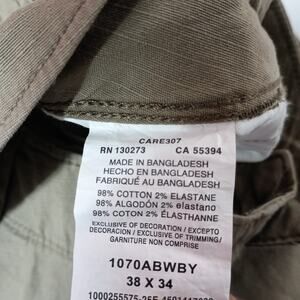 CARE307
RN 130273 CA 55394
MADE IN BANGLADESH
HECHO EN BANGLADESH
FABRIQUÉ AU BANGLADESH
98% COTTON 2% ELASTANE
98% ALGODÓN 2% elastano
98% COTON 2% ÉLASTHANNE
EXCLUSIVE OF DECORATION / EXCEPTO
DECORACION / EXCLUSIVE OF TRIMMING/
GARNITURE NON COMPRISE
1070ABWBY
38 X 34